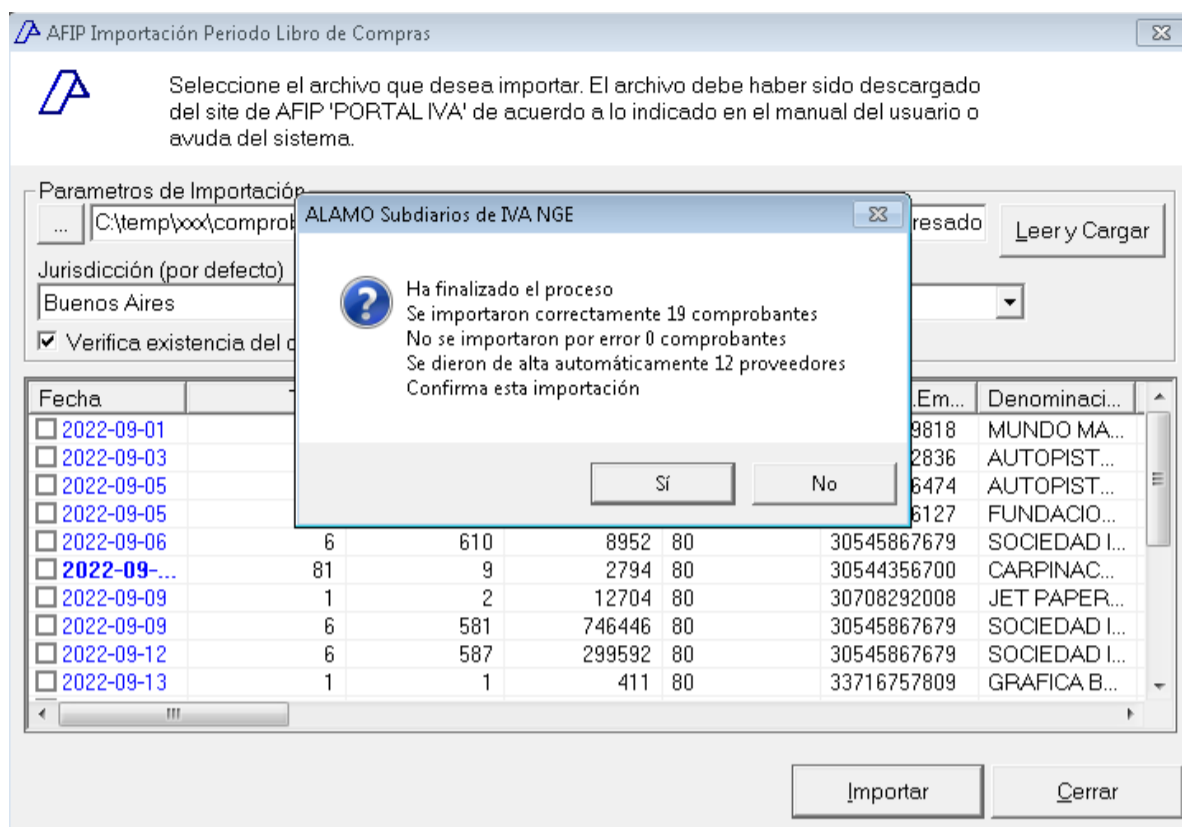 AFIP Importación Periodo Libro de Compras
Seleccione el archivo que desea importar. El archivo debe haber sido descargado
del site de AFIP 'PORTAL IVA' de acuerdo a lo indicado en el manual del usuario o
ayuda del sistema.
Parametros de Importación
... C:\temp\xxx\comprob resado Leer y Cargar
Jurisdicción (por defecto)
Buenos Aires
Verifica existencia del c
ALAMO Subdiarios de IVA NGE
Ha finalizado el proceso
Se importaron correctamente 19 comprobantes
No se importaron por error 0 comprobantes
Se dieron de alta automáticamente 12 proveedores
Confirma esta importación
Sí No
Fecha T .Em... Denominaci...
2022-09-01 9818 MUNDO MA...
2022-09-03 2836 AUTOPIST...
2022-09-05 6474 AUTOPIST...
2022-09-05 6127 FUNDACIO...
2022-09-06 6 610 8952 80 30545867679 SOCIEDAD I...
2022-09-... 81 9 2794 80 30544356700 CARPINAC...
2022-09-09 1 2 12704 80 30708292008 JET PAPER...
2022-09-09 6 581 746446 80 30545867679 SOCIEDAD I...
2022-09-12 6 587 299592 80 30545867679 SOCIEDAD I...
2022-09-13 1 1 411 80 33716757809 GRAFICA B...
Importar Cerrar